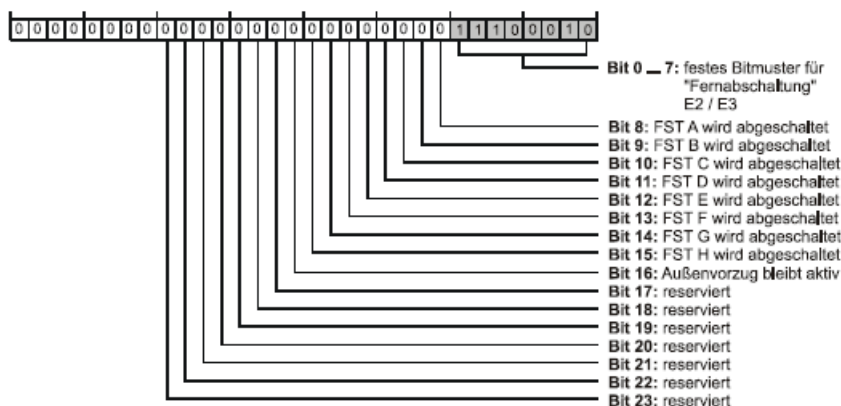 0 0 0 0 0 0 0 0 0 0 0 0 0 0 0 0 0 0 0 0 0 0 0 0 1 1 1 0 0 0 1 0
Bit 0 ... 7: festes Bitmuster für
"Fernabschaltung"
E2 / E3
Bit 8: FST A wird abgeschaltet
Bit 9: FST B wird abgeschaltet
Bit 10: FST C wird abgeschaltet
Bit 11: FST D wird abgeschaltet
Bit 12: FST E wird abgeschaltet
Bit 13: FST F wird abgeschaltet
Bit 14: FST G wird abgeschaltet
Bit 15: FST H wird abgeschaltet
Bit 16: Außenvorzug bleibt aktiv
Bit 17: reserviert
Bit 18: reserviert
Bit 19: reserviert
Bit 20: reserviert
Bit 21: reserviert
Bit 22: reserviert
Bit 23: reserviert